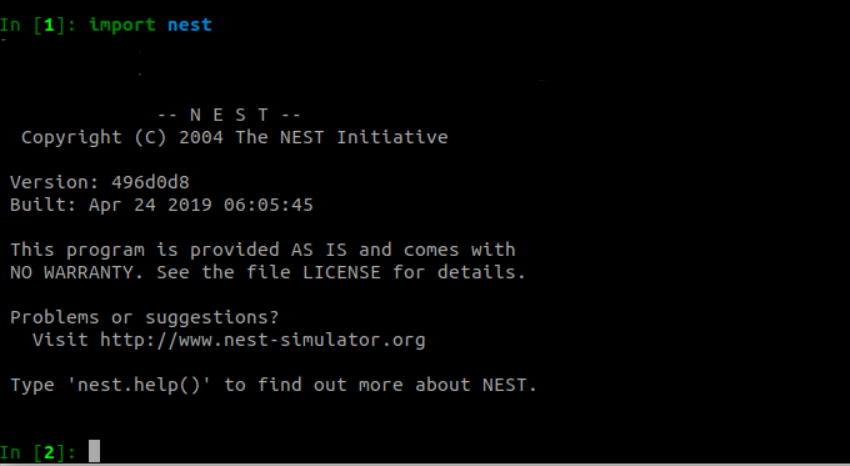 In [1]: import nest
-- N E S T --
Copyright (C) 2004 The NEST Initiative
Version: 496d0d8
Built: Apr 24 2019 06:05:45
This program is provided AS IS and comes with
NO WARRANTY. See the file LICENSE for details.
Problems or suggestions?
Visit http://www.nest-simulator.org
Type 'nest.help()' to find out more about NEST.
In [2]: